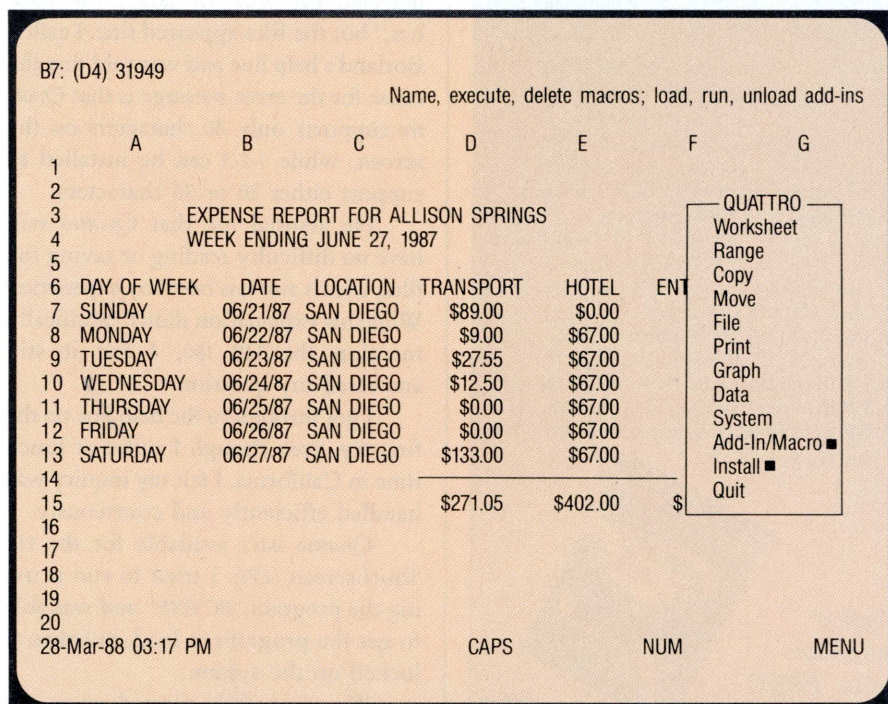 B7: (D4) 31949
Name, execute, delete macros; load, run, unload add-ins
A B C D E F G
1
2
3 EXPENSE REPORT FOR ALLISON SPRINGS
4 WEEK ENDING JUNE 27, 1987
5
6 DAY OF WEEK DATE LOCATION TRANSPORT HOTEL ENT
7 SUNDAY 06/21/87 SAN DIEGO $89.00 $0.00
8 MONDAY 06/22/87 SAN DIEGO $9.00 $67.00
9 TUESDAY 06/23/87 SAN DIEGO $27.55 $67.00
10 WEDNESDAY 06/24/87 SAN DIEGO $12.50 $67.00
11 THURSDAY 06/25/87 SAN DIEGO $0.00 $67.00
12 FRIDAY 06/26/87 SAN DIEGO $0.00 $67.00
13 SATURDAY 06/27/87 SAN DIEGO $133.00 $67.00
14
15 $271.05 $402.00 $
16
17
18
19
20
QUATTRO
Worksheet
Range
Copy
Move
File
Print
Graph
Data
System
Add-In/Macro ■
Install ■
Quit
28-Mar-88 03:17 PM CAPS NUM MENU